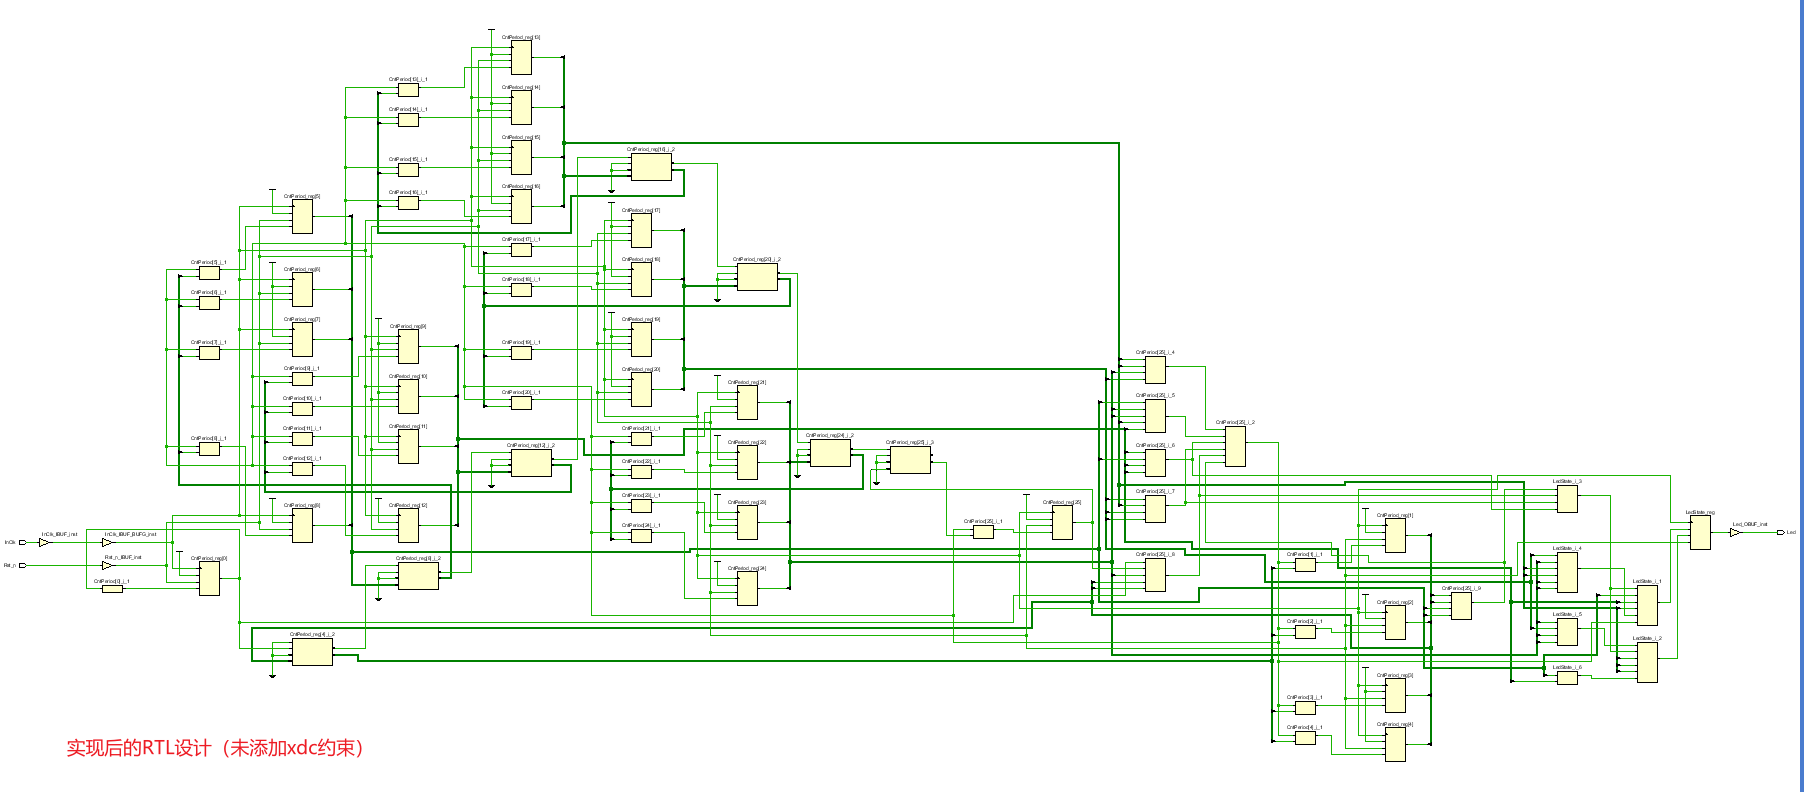 CntPeriod_reg[13]
CntPeriod[13]_i_1
CntPeriod_reg[14]
CntPeriod[14]_i_1
CntPeriod_reg[15]
CntPeriod_reg[16]_i_2
CntPeriod[15]_i_1
CntPeriod_reg[16]
CntPeriod[16]_i_1
CntPeriod_reg[5]
CntPeriod_reg[17]
CntPeriod[17]_i_1
CntPeriod_reg[18]
CntPeriod_reg[20]_i_2
CntPeriod[5]_i_1
CntPeriod_reg[6]
CntPeriod[18]_i_1
CntPeriod[6]_i_1
CntPeriod_reg[7]
CntPeriod_reg[19]
CntPeriod_reg[9]
CntPeriod[7]_i_1
CntPeriod[19]_i_1
CntPeriod[25]_i_4
CntPeriod[9]_i_1
CntPeriod_reg[10]
CntPeriod_reg[20]
CntPeriod_reg[21]
CntPeriod[20]_i_1
CntPeriod[25]_i_5
CntPeriod[10]_i_1
CntPeriod[25]_i_2
CntPeriod[11]_i_1
CntPeriod_reg[11]
CntPeriod[21]_i_1
CntPeriod[8]_i_1
CntPeriod_reg[12]_i_2
CntPeriod_reg[22]
CntPeriod_reg[24]_i_2
CntPeriod_reg[25]_i_3
CntPeriod[25]_i_6
CntPeriod[12]_i_1
CntPeriod[22]_i_1
LedState_i_3
CntPeriod[25]_i_7
CntPeriod[23]_i_1
CntPeriod_reg[23]
CntPeriod_reg[25]
CntPeriod_reg[8]
CntPeriod_reg[12]
LedState_reg
CntPeriod_reg[1]
CntPeriod[24]_i_1
CntPeriod[25]_i_1
Led_OBUF_inst
Led
InClk
InClk_IBUF_inst
InClk_IBUF_BUFG_inst
LedState_i_4
CntPeriod[25]_i_8
CntPeriod[1]_i_1
Rst_n
Rst_n_IBUF_inst
CntPeriod_reg[0]
CntPeriod_reg[8]_i_2
CntPeriod_reg[24]
CntPeriod[0]_i_1
LedState_i_1
CntPeriod[25]_i_9
CntPeriod_reg[2]
LedState_i_5
CntPeriod[2]_i_1
CntPeriod_reg[4]_i_2
LedState_i_2
LedState_i_6
CntPeriod_reg[3]
CntPeriod[3]_i_1
CntPeriod_reg[4]
CntPeriod[4]_i_1
实现后的RTL设计（未添加xdc约束）